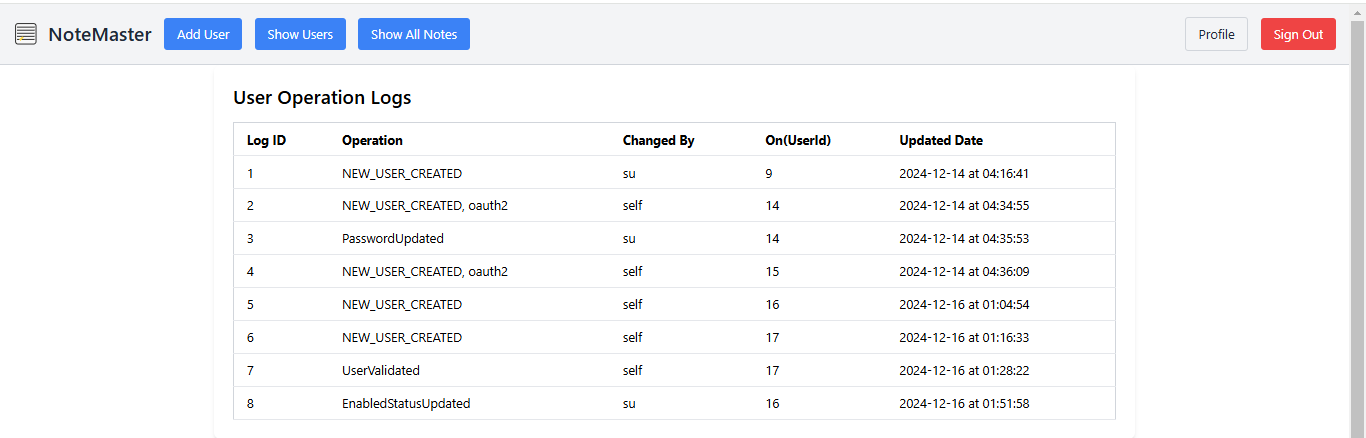 NoteMaster Add User Show Users Show All Notes Profile Sign Out
User Operation Logs
Log ID Operation Changed By On(UserId) Updated Date
1 NEW_USER_CREATED su 9 2024-12-14 at 04:16:41
2 NEW_USER_CREATED, oauth2 self 14 2024-12-14 at 04:34:55
3 PasswordUpdated su 14 2024-12-14 at 04:35:53
4 NEW_USER_CREATED, oauth2 self 15 2024-12-14 at 04:36:09
5 NEW_USER_CREATED self 16 2024-12-16 at 01:04:54
6 NEW_USER_CREATED self 17 2024-12-16 at 01:16:33
7 UserValidated self 17 2024-12-16 at 01:28:22
8 EnabledStatusUpdated su 16 2024-12-16 at 01:51:58